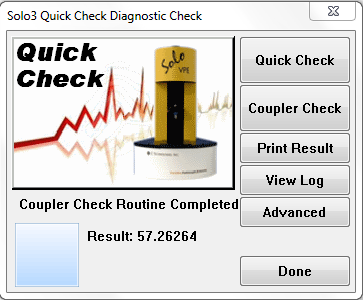 Solo3 Quick Check Diagnostic Check
Quick
Check
Solo
VPE
Quick Check
Coupler Check
Print Result
View Log
Advanced
Coupler Check Routine Completed
Result: 57.26264
Done